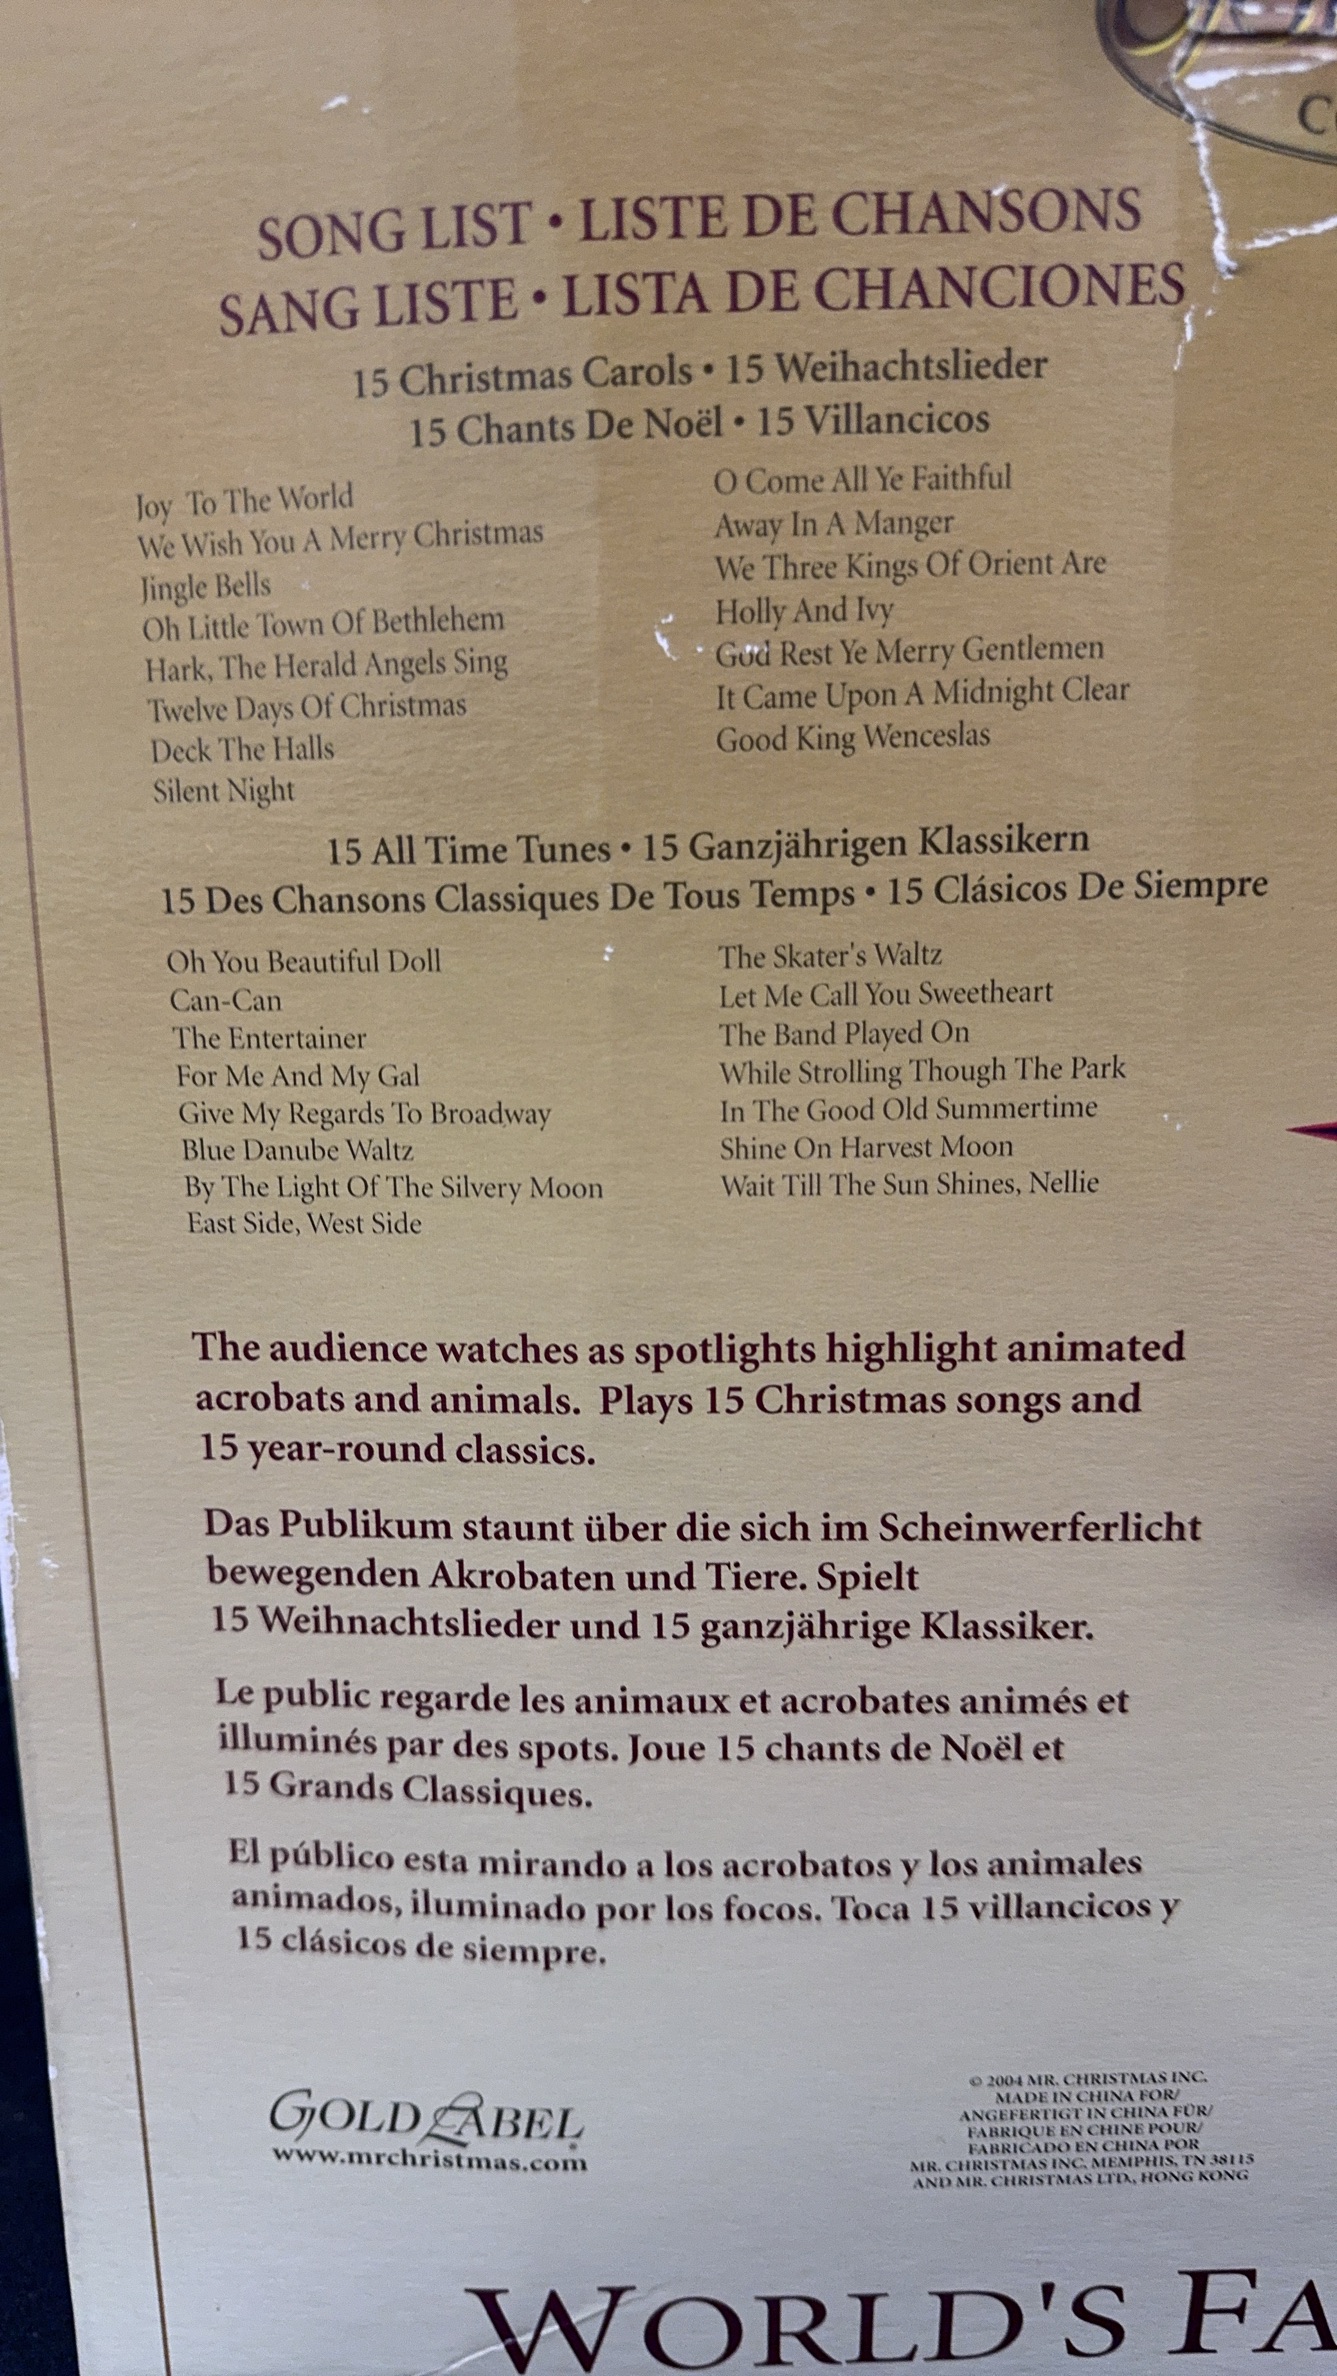 SONG LIST • LISTE DE CHANSONS
SANG LISTE • LISTA DE CHANCIONES
15 Christmas Carols • 15 Weihachtslieder
15 Chants De Noël • 15 Villancicos
Joy To The World
We Wish You A Merry Christmas
Jingle Bells
Oh Little Town Of Bethlehem
Hark, The Herald Angels Sing
Twelve Days Of Christmas
Deck The Halls
Silent Night
O Come All Ye Faithful
Away In A Manger
We Three Kings Of Orient Are
Holly And Ivy
God Rest Ye Merry Gentlemen
It Came Upon A Midnight Clear
Good King Wenceslas
15 All Time Tunes • 15 Ganzjährigen Klassikern
15 Des Chansons Classiques De Tous Temps • 15 Clásicos De Siempre
Oh You Beautiful Doll
Can-Can
The Entertainer
For Me And My Gal
Give My Regards To Broadway
Blue Danube Waltz
By The Light Of The Silvery Moon
East Side, West Side
The Skater's Waltz
Let Me Call You Sweetheart
The Band Played On
While Strolling Though The Park
In The Good Old Summertime
Shine On Harvest Moon
Wait Till The Sun Shines, Nellie
The audience watches as spotlights highlight animated
acrobats and animals. Plays 15 Christmas songs and
15 year-round classics.
Das Publikum staunt über die sich im Scheinwerferlicht
bewegenden Akrobaten und Tiere. Spielt
15 Weihnachtslieder und 15 ganzjährige Klassiker.
Le public regarde les animaux et acrobates animés et
illuminés par des spots. Joue 15 chants de Noël et
15 Grands Classiques.
El público esta mirando a los acrobatos y los animales
animados, iluminado por los focos. Toca 15 villancicos y
15 clásicos de siempre.
GOLD LABEL
www.mrchristmas.com
© 2004 MR. CHRISTMAS INC.
MADE IN CHINA FOR/
ANGEFERTIGT IN CHINA FÜR/
FABRIQUE EN CHINE POUR/
FABRICADO EN CHINA POR
MR. CHRISTMAS INC. MEMPHIS, TN 38115
AND MR. CHRISTMAS LTD., HONG KONG
WORLD'S FA